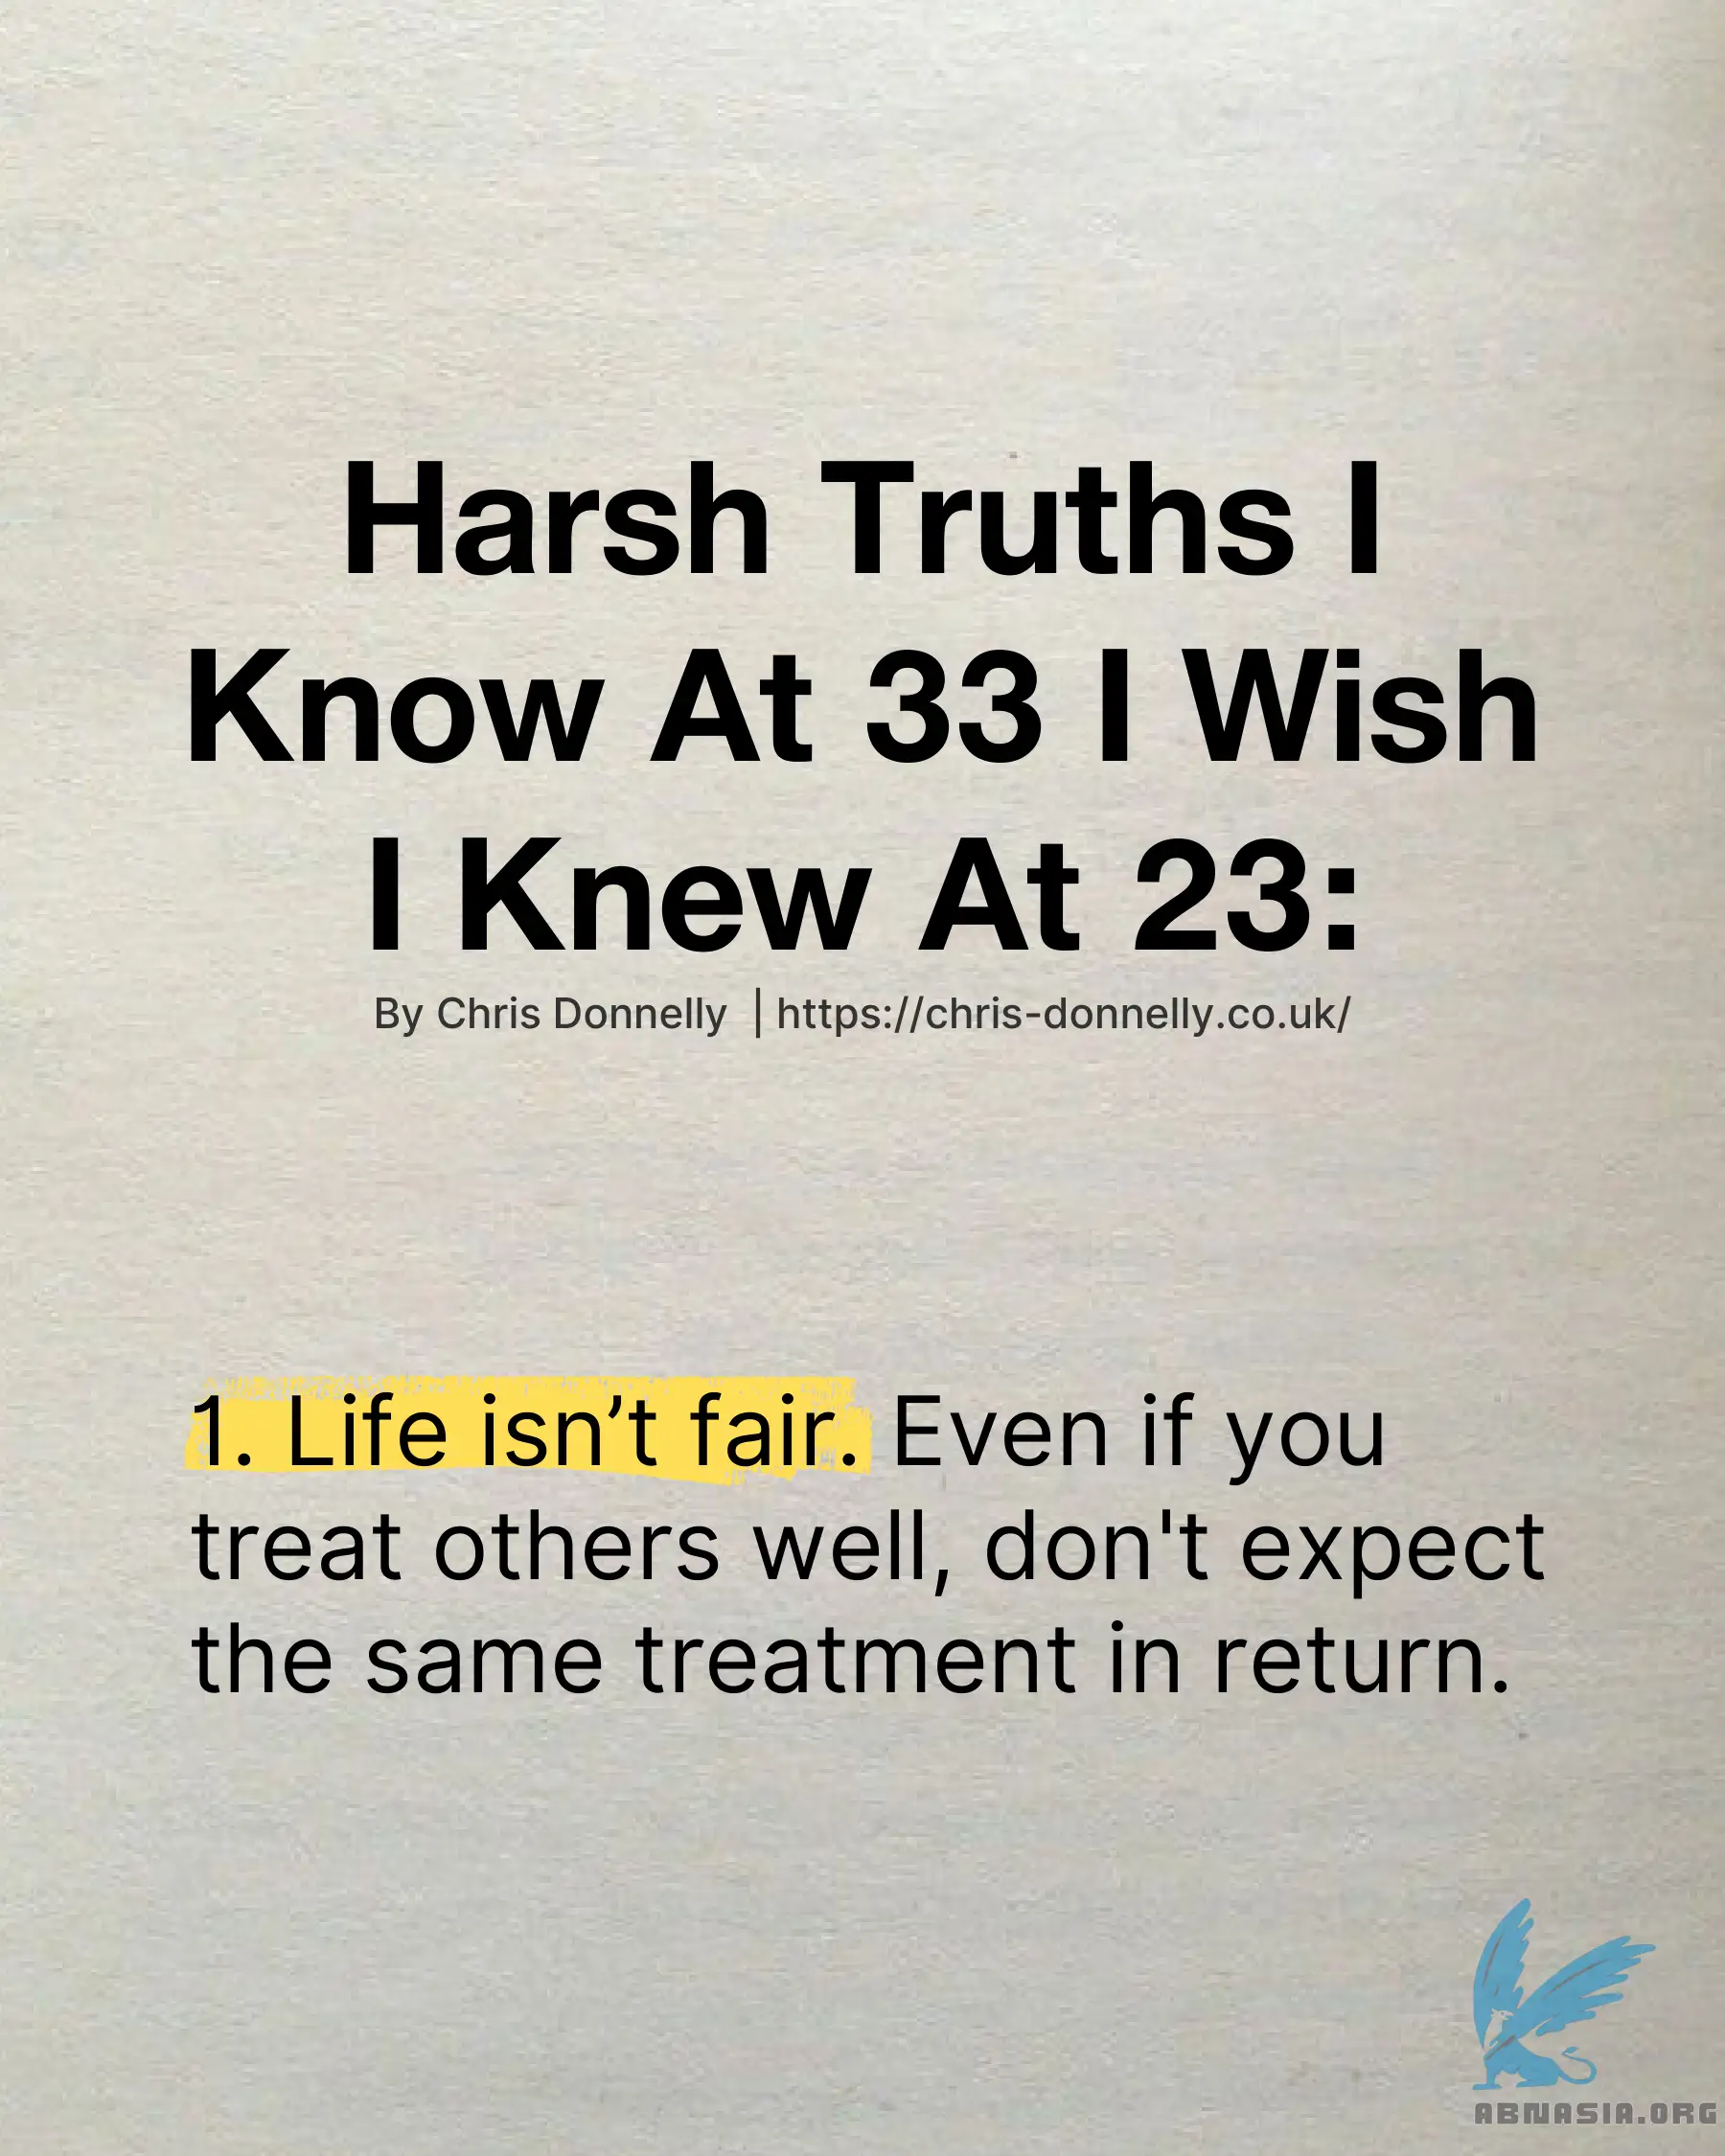 Harsh Truths I
Know At 33 I Wish
I Knew At 23:
By Chris Donnelly | https://chris-donnelly.co.uk/
1. Life isn’t fair. Even if you
treat others well, don't expect
the same treatment in return.
ABNASIA.ORG